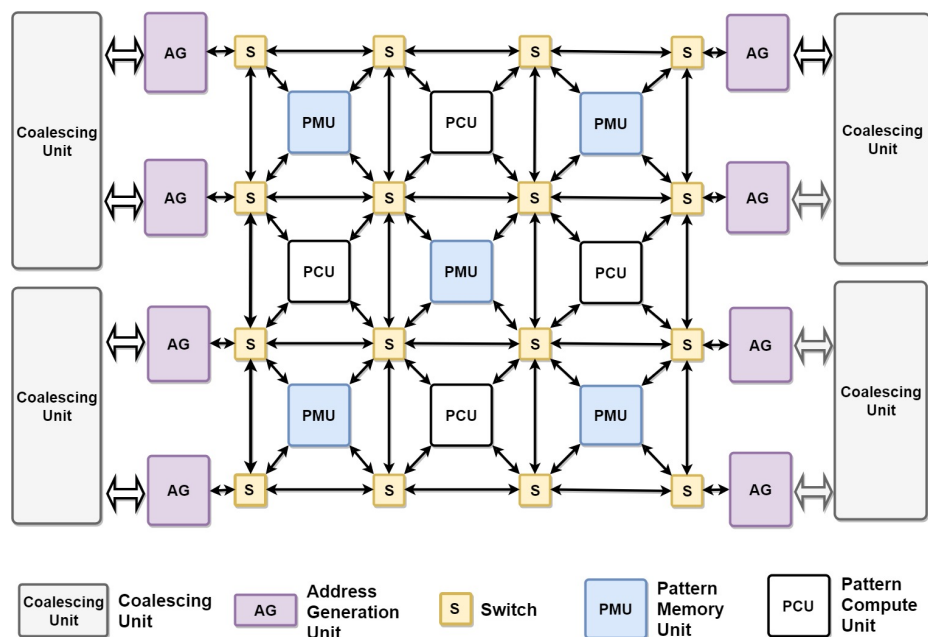 AG
S
S
S
S
AG
PMU
PCU
PMU
Coalescing
Unit
Coalescing
Unit
AG
S
S
S
S
AG
PCU
PMU
PCU
AG
S
S
S
S
AG
Coalescing
Unit
Coalescing
Unit
PMU
PCU
PMU
AG
S
S
S
S
AG
Coalescing
Unit
Coalescing
Unit
AG
Address
Generation
Unit
S
Switch
PMU
Pattern
Memory
Unit
PCU
Pattern
Compute
Unit